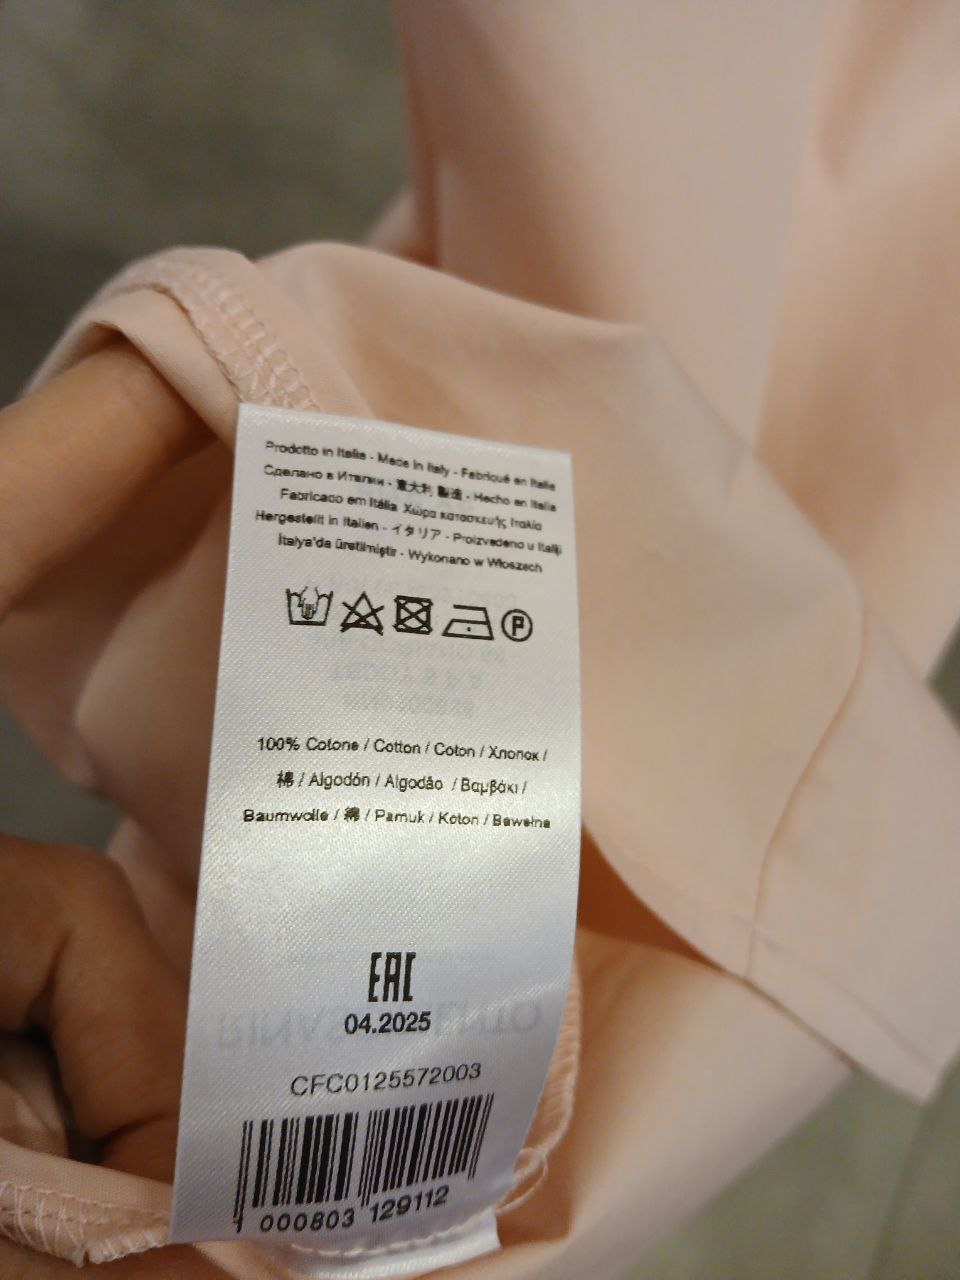 Prodotto in Italia - Made in Italy - Fabriqué en Italie
Сделано в Италии - 意大利 製造 - Hecho en Italia
Fabricado em Itália Χώρα κατασκευής Ιταλία
Hergestellt in Italien - イタリア - Proizvedeno u Italiji
İtalya'da üretilmiştir - Wykonano w Włoszech
P
100% Cotone / Cotton / Coton / Хлопок /
棉 / Algodón / Algodão / Βαμβάκι /
Baumwolle / 綿 / Pamuk / Koton / Bawełna
EAC
04.2025
CFC0125572003
1 000803 129112